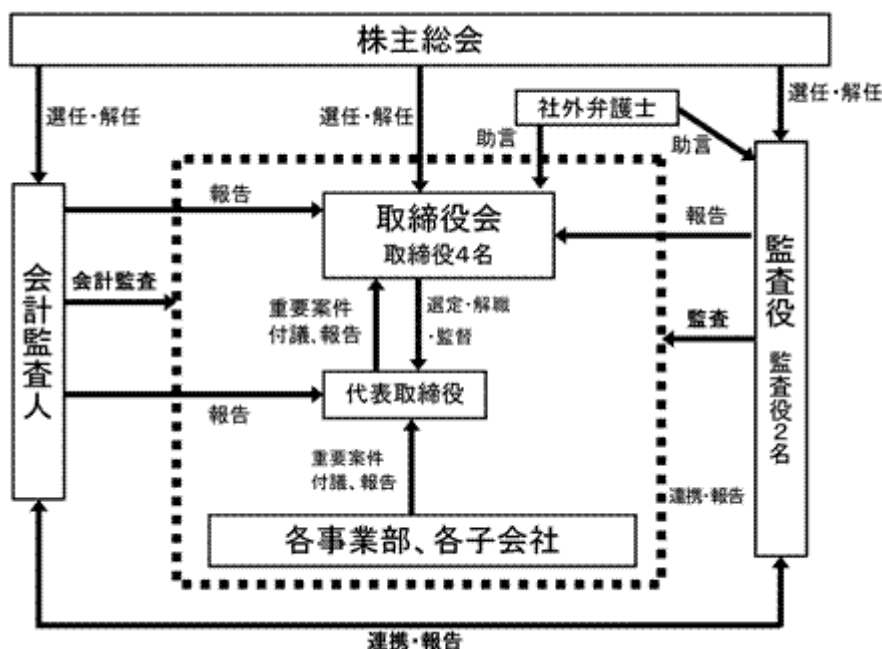 株主総会
選任・解任
選任・解任
選任・解任
社外弁護士
助言
助言
報告
取締役会
取締役4名
報告
会計監査人
会計監査
重要案件
付議、報告
選定・解職
・監督
監査
監査役
監査役2名
代表取締役
報告
重要案件
付議、報告
連携・報告
各事業部、各子会社
連携・報告